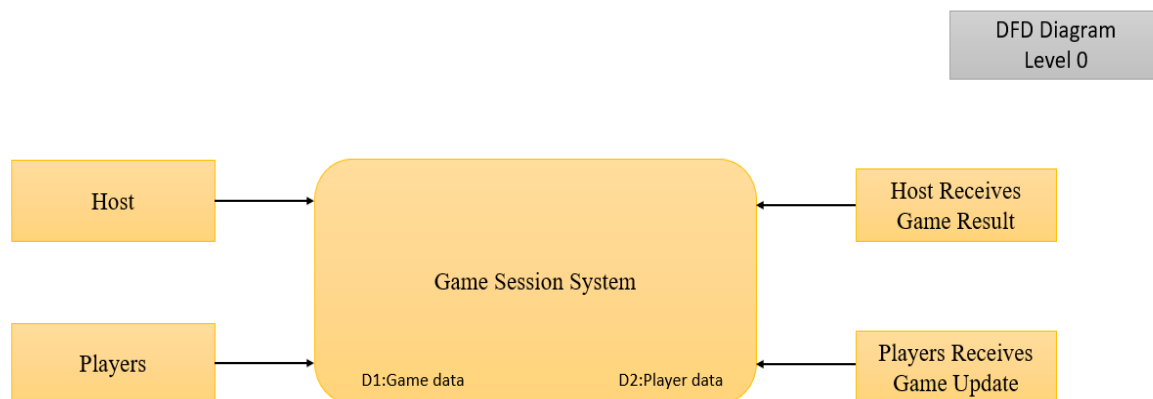 DFD Diagram
Level 0
Host
Host Receives
Game Result
Game Session System
Players
Players Receives
Game Update
D1:Game data
D2:Player data